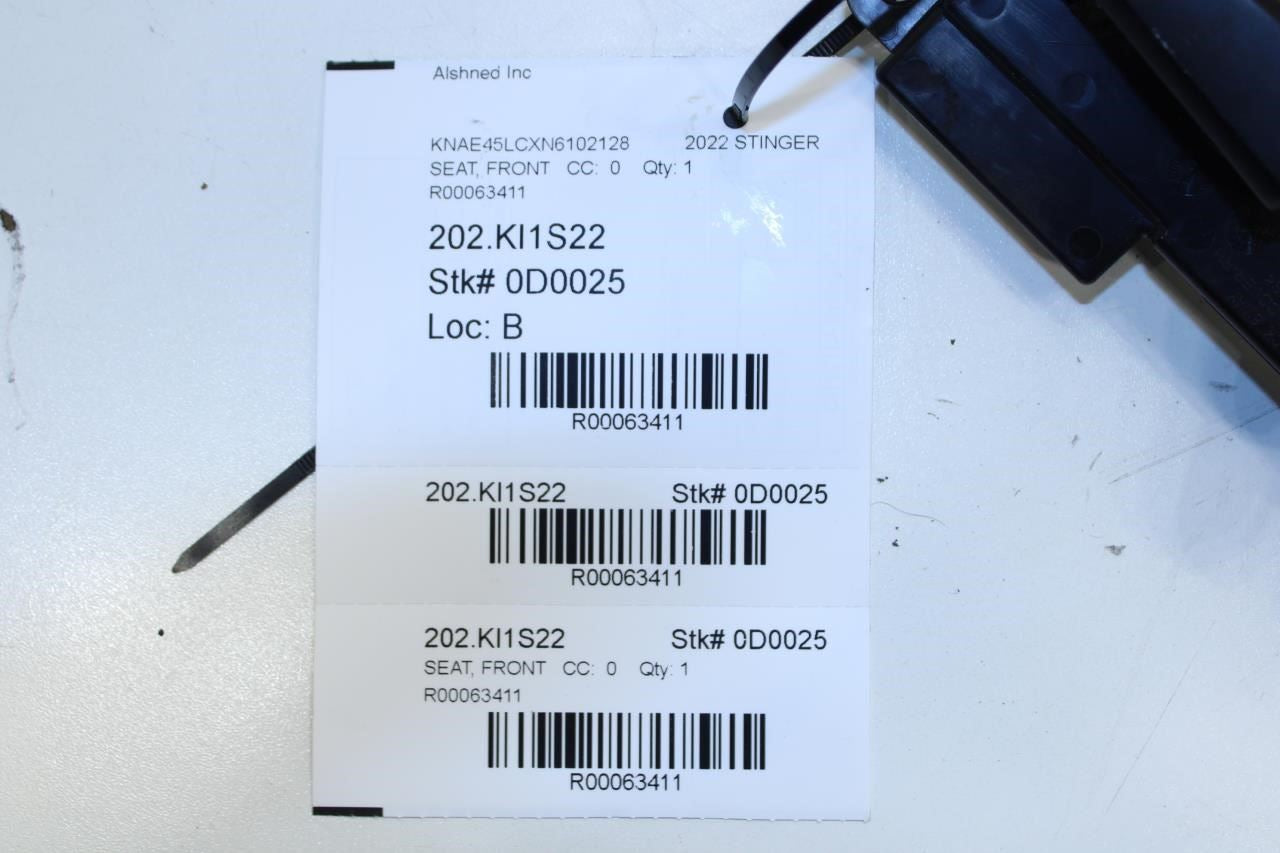 Alshned Inc
KNAE45LCXN6102128 2022 STINGER
SEAT, FRONT CC: 0 Qty: 1
R00063411
202.KI1S22
Stk# 0D0025
Loc: B
R00063411
202.KI1S22 Stk# 0D0025
R00063411
202.KI1S22 Stk# 0D0025
SEAT, FRONT CC: 0 Qty: 1
R00063411
R00063411